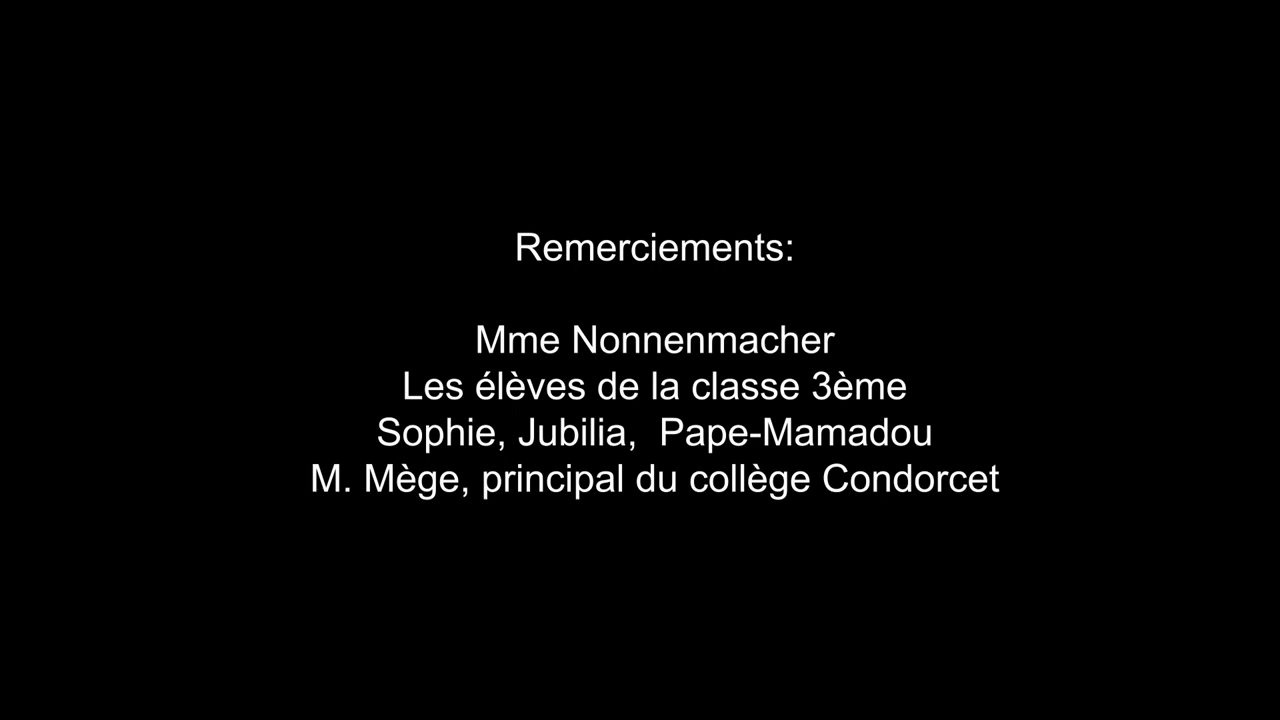 Remerciements:
Mme Nonnenmacher
Les élèves de la classe 3ème
Sophie, Jubilia,  Pape-Mamadou
M. Mège, principal du collège Condorcet